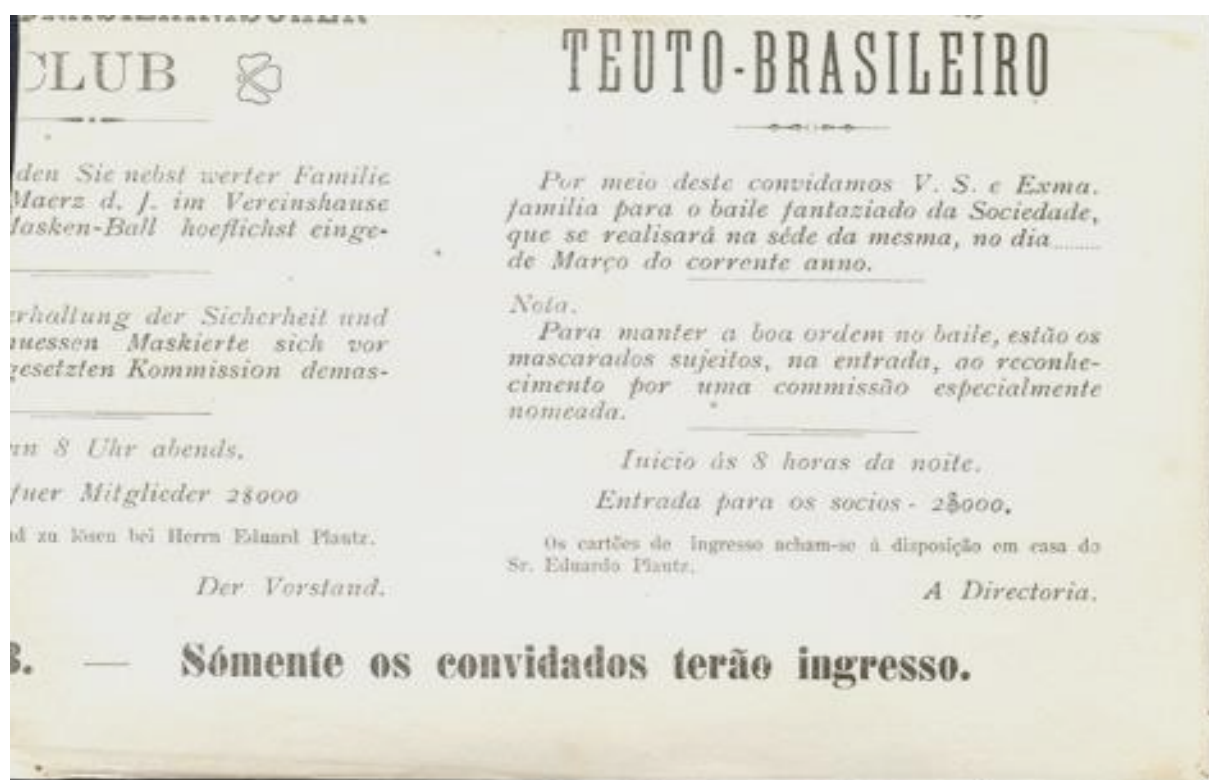 CLUB
den Sie nebst werter Familie
Maerz d. J. im Vereinshause
Masken-Ball hoeflichst einge-
rhaltung der Sicherheit und
muessen Maskierte sich vor
gesetzten Kommission demas-
8 Uhr abends.
fuer Mitglieder 2$000
zu lösen bei Herrn Eduard Plautz.
Der Vorstand.
TEUTO-BRASILEIRO
Por meio deste convidamos V. S. e Exma.
familia para o baile fantaziado da Sociedade,
que se realisará na séde da mesma, no dia........
de Março do corrente anno.
Nota.
Para manter a boa ordem no baile, estão os
mascarados sujeitos, na entrada, ao reconhe-
cimento por uma commissão especialmente
nomeada.
Inicio ás 8 horas da noite.
Entrada para os socios - 2$000.
Os cartões de ingresso acham-se á disposição em casa do
Sr. Eduardo Plautz.
A Directoria.
— Sómente os convidados terão ingresso.